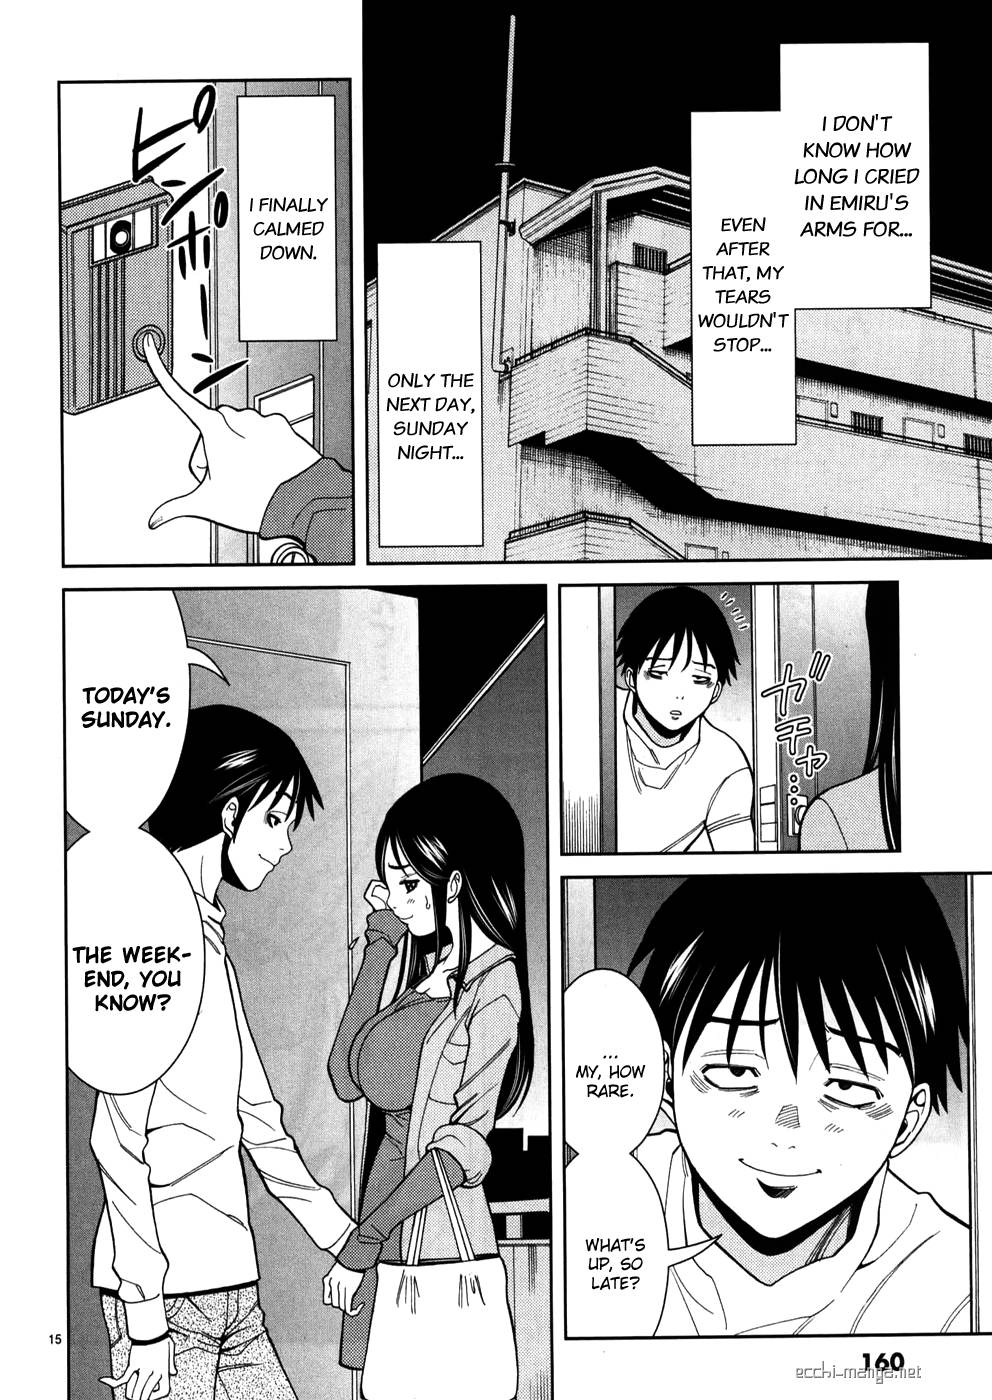 I DON'T
KNOW HOW
LONG I CRIED
IN EMIRU'S
ARMS FOR...
EVEN
AFTER
THAT, MY
TEARS
WOULDN'T
STOP...
ONLY THE
NEXT DAY,
SUNDAY
NIGHT...
I FINALLY
CALMED
DOWN.
ピンポーン
ガチャ...
...
MY, HOW
RARE.
WHAT'S
UP, SO
LATE?
TODAY'S
SUNDAY.
THE WEEK-
END, YOU
KNOW?
15
160
ecchi-manga.net